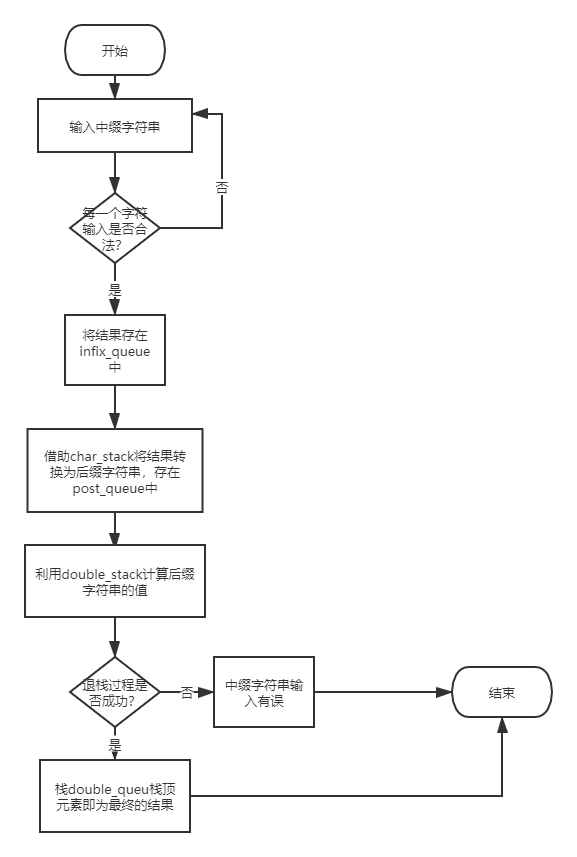 开始
输入中缀字符串
否
每一个字符
输入是否合
法？
是
将结果存在
infix_queue
中
借助char_stack将结果转
换为后缀字符串，存在
post_queue中
利用double_stack计算后缀
字符串的值
退栈过程是
否成功？
否
中缀字符串输
入有误
结束
是
栈double_queu栈顶
元素即为最终的结果